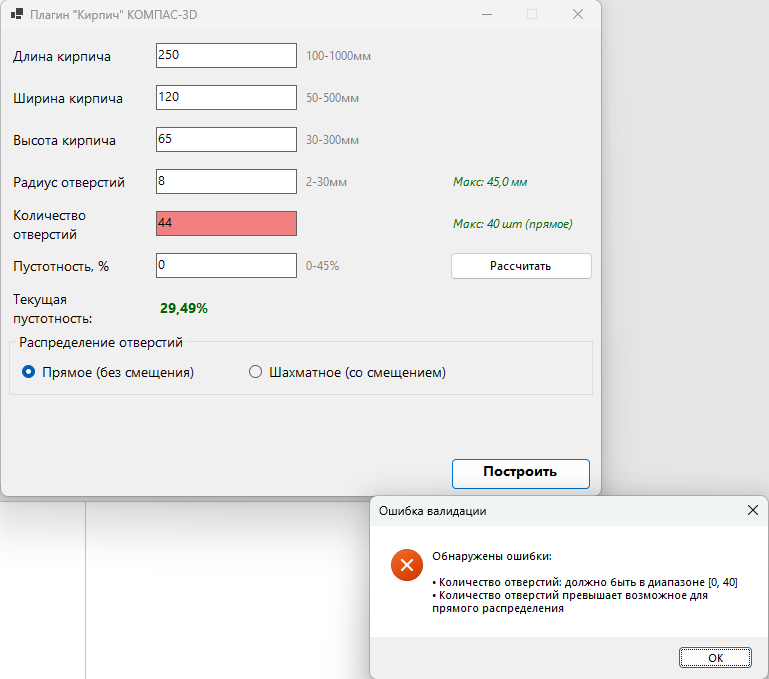 Плагин "Кирпич" КОМПАС-3D
Длина кирпича 250 100-1000мм
Ширина кирпича 120 50-500мм
Высота кирпича 65 30-300мм
Радиус отверстий 8 2-30мм Макс: 45,0 мм
Количество
отверстий 44 Макс: 40 шт (прямое)
Пустотность, % 0 0-45% Рассчитать
Текущая
пустотность: 29,49%
Распределение отверстий
Прямое (без смещения) Шахматное (со смещением)
Построить
Ошибка валидации
Обнаружены ошибки:
• Количество отверстий: должно быть в диапазоне [0, 40]
• Количество отверстий превышает возможное для
прямого распределения
OK